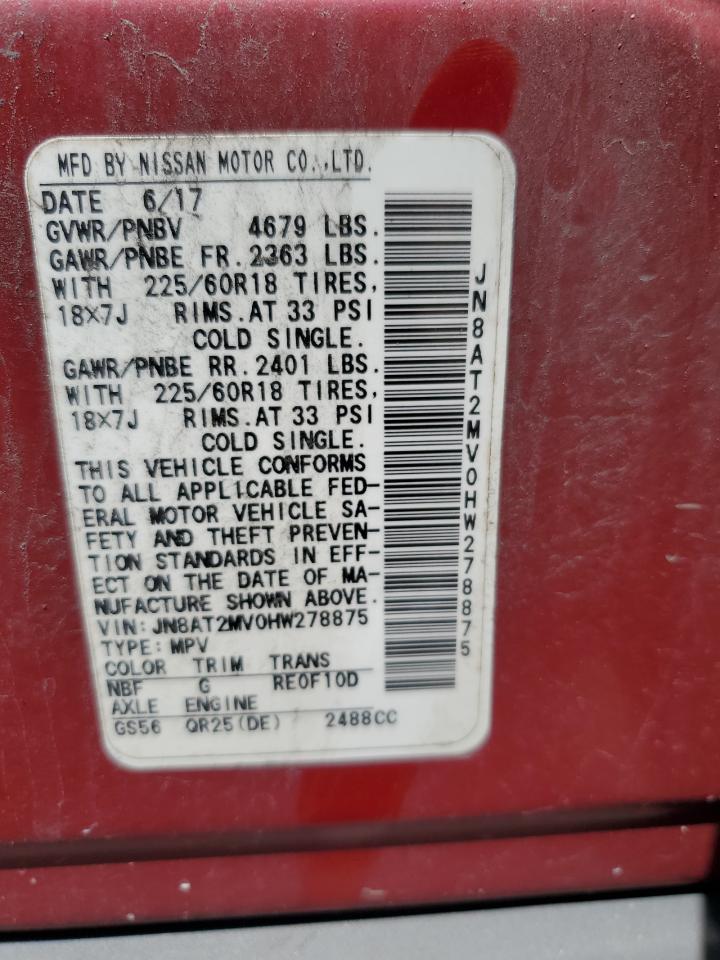 MFD BY NISSAN MOTOR CO.,LTD.
DATE 6/17
GVWR/PNBV 4679 LBS.
GAWR/PNBE FR. 2363 LBS.
WITH 225/60R18 TIRES,
18X7J RIMS.AT 33 PSI
COLD SINGLE.
GAWR/PNBE RR. 2401 LBS.
WITH 225/60R18 TIRES,
18X7J RIMS.AT 33 PSI
COLD SINGLE.
THIS VEHICLE CONFORMS
TO ALL APPLICABLE FED-
ERAL MOTOR VEHICLE SA-
FETY AND THEFT PREVEN-
TION STANDARDS IN EFF-
ECT ON THE DATE OF MA-
NUFACTURE SHOWN ABOVE.
VIN: JN8AT2MV0HW278875
TYPE: MPV
COLOR TRIM TRANS
NBF G RE0F10D
AXLE ENGINE
GS56 QR25(DE) 2488CC
JN8AT2MV0HW278875